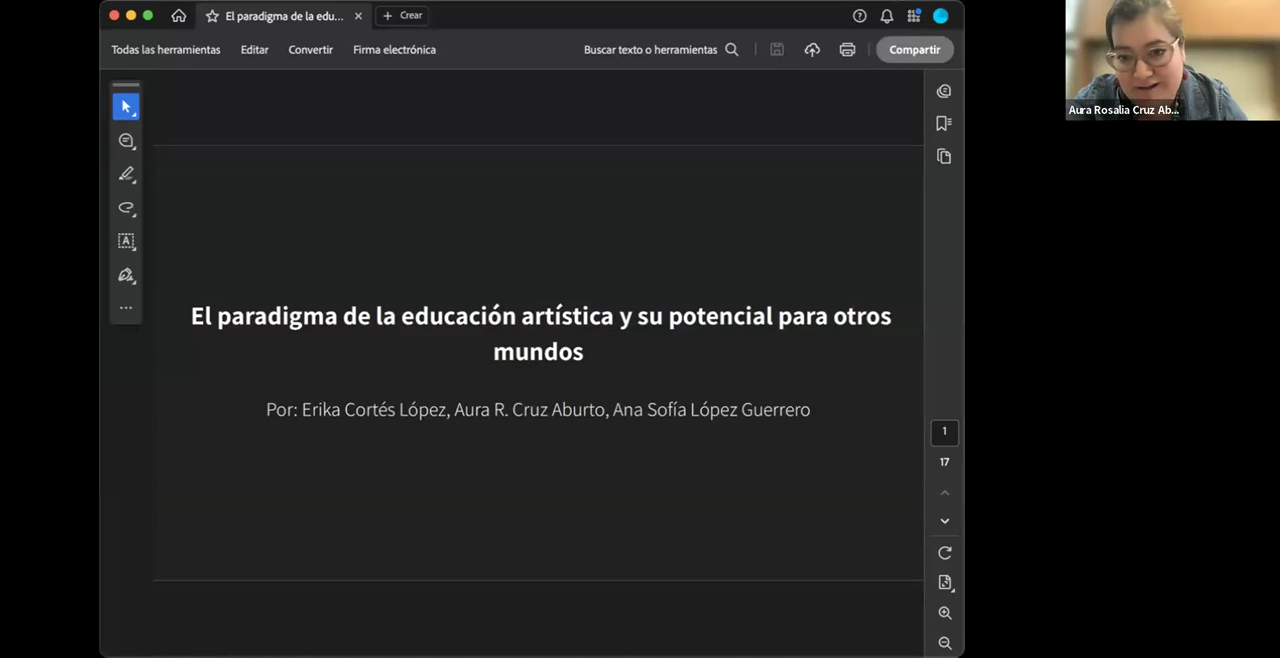 El paradigma de la edu...
Crear
Todas las herramientas
Editar
Convertir
Firma electrónica
Buscar texto o herramientas
Compartir
Aura Rosalia Cruz Ab...
El paradigma de la educación artística y su potencial para otros
mundos
Por: Erika Cortés López, Aura R. Cruz Aburto, Ana Sofía López Guerrero
1
17